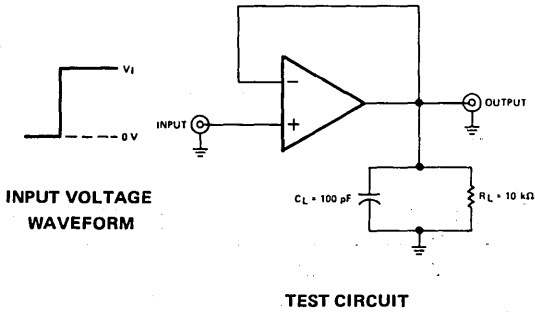 VI
0 V
INPUT VOLTAGE
WAVEFORM
INPUT
−
+
OUTPUT
CL = 100 pF
RL = 10 kΩ
TEST CIRCUIT